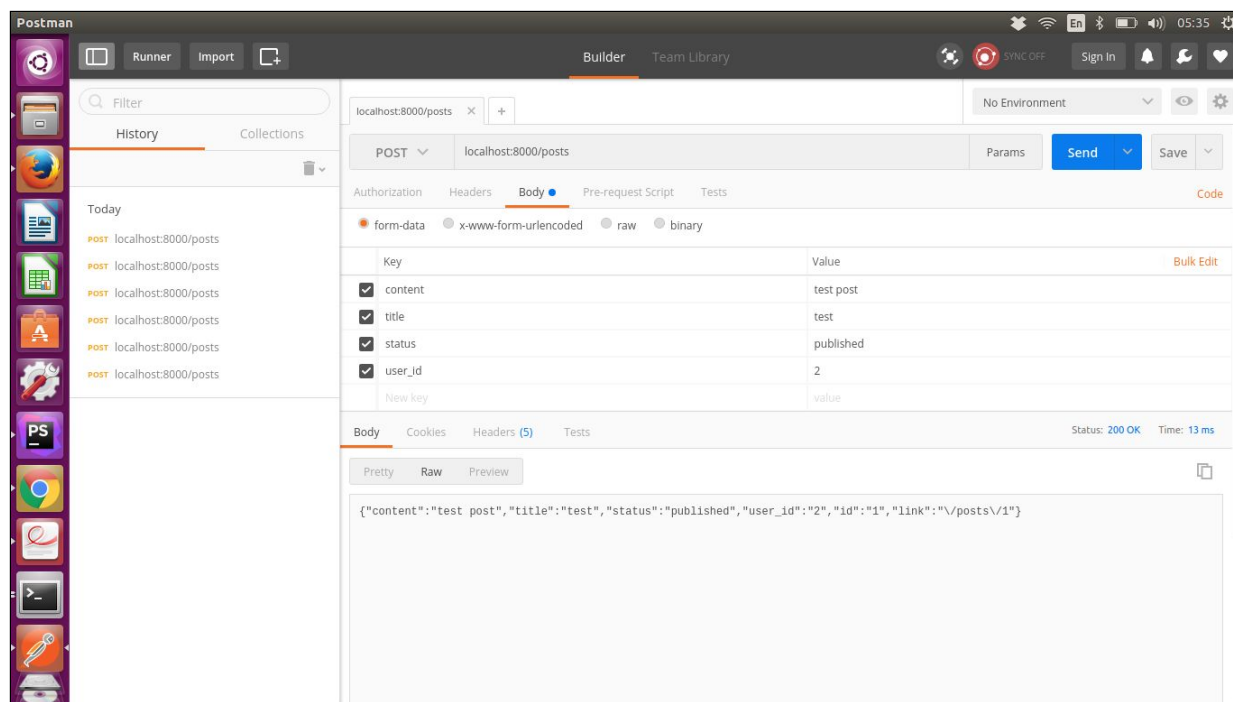 Postman
En
05:35
Runner Import Builder Team Library SYNC OFF Sign In
Filter
History Collections
Today
POST localhost:8000/posts
POST localhost:8000/posts
POST localhost:8000/posts
POST localhost:8000/posts
POST localhost:8000/posts
POST localhost:8000/posts
localhost:8000/posts × + No Environment
POST localhost:8000/posts Params Send Save
Authorization Headers Body Pre-request Script Tests Code
form-data x-www-form-urlencoded raw binary
Key Value Bulk Edit
content test post
title test
status published
user_id 2
New key value
Body Cookies Headers (5) Tests Status: 200 OK Time: 13 ms
Pretty Raw Preview
{"content":"test post","title":"test","status":"published","user_id":"2","id":"1","link":"\/posts\/1"}
PS
>_